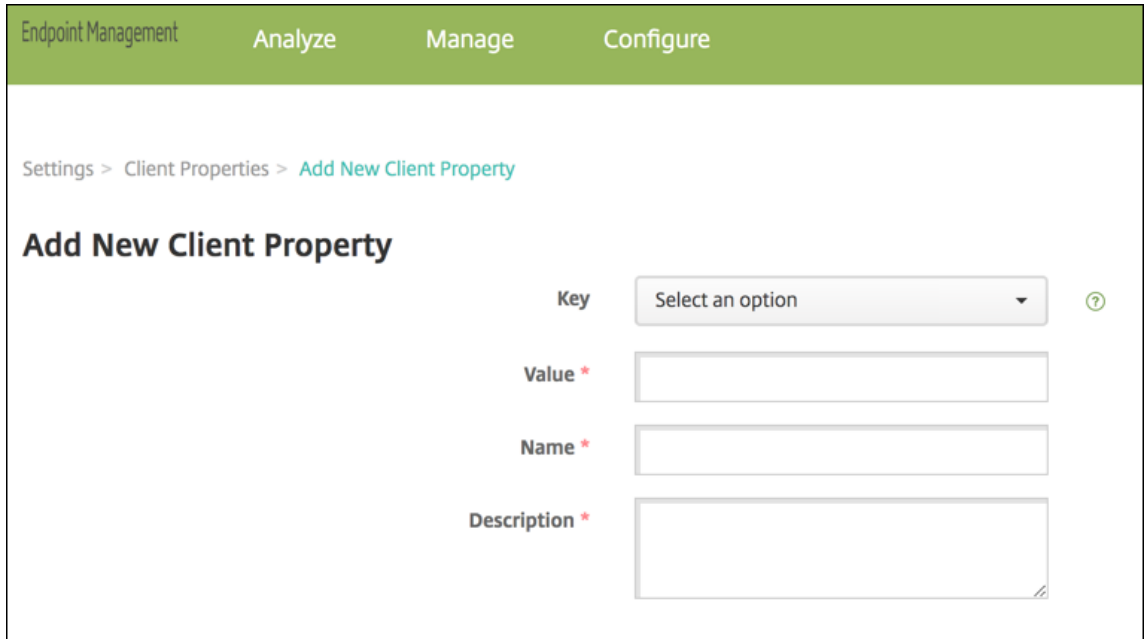 Endpoint Management Analyze Manage Configure
Settings > Client Properties > Add New Client Property
Add New Client Property
Key Select an option ?
Value *
Name *
Description *